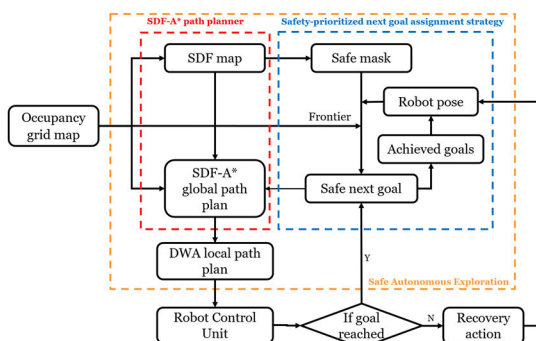 SDF-A* path planner
Safety-prioritized next goal assignment strategy
SDF map
Safe mask
Robot pose
Occupancy
grid map
Frontier
Achieved goals
SDF-A*
global path
plan
Safe next goal
DWA local path
plan
Y
Safe Autonomous Exploration
Robot Control
Unit
If goal
reached
N
Recovery
action